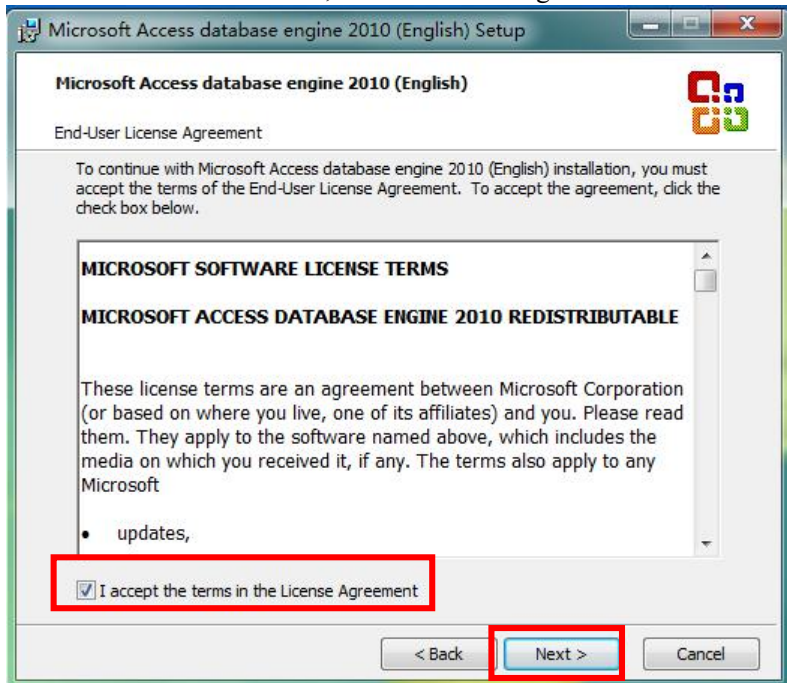 Microsoft Access database engine 2010 (English) Setup
Microsoft Access database engine 2010 (English)
End-User License Agreement
To continue with Microsoft Access database engine 2010 (English) installation, you must
accept the terms of the End-User License Agreement. To accept the agreement, click the
check box below.
MICROSOFT SOFTWARE LICENSE TERMS
MICROSOFT ACCESS DATABASE ENGINE 2010 REDISTRIBUTABLE
These license terms are an agreement between Microsoft Corporation
(or based on where you live, one of its affiliates) and you. Please read
them. They apply to the software named above, which includes the
media on which you received it, if any. The terms also apply to any
Microsoft
• updates,
I accept the terms in the License Agreement
< Back Next > Cancel